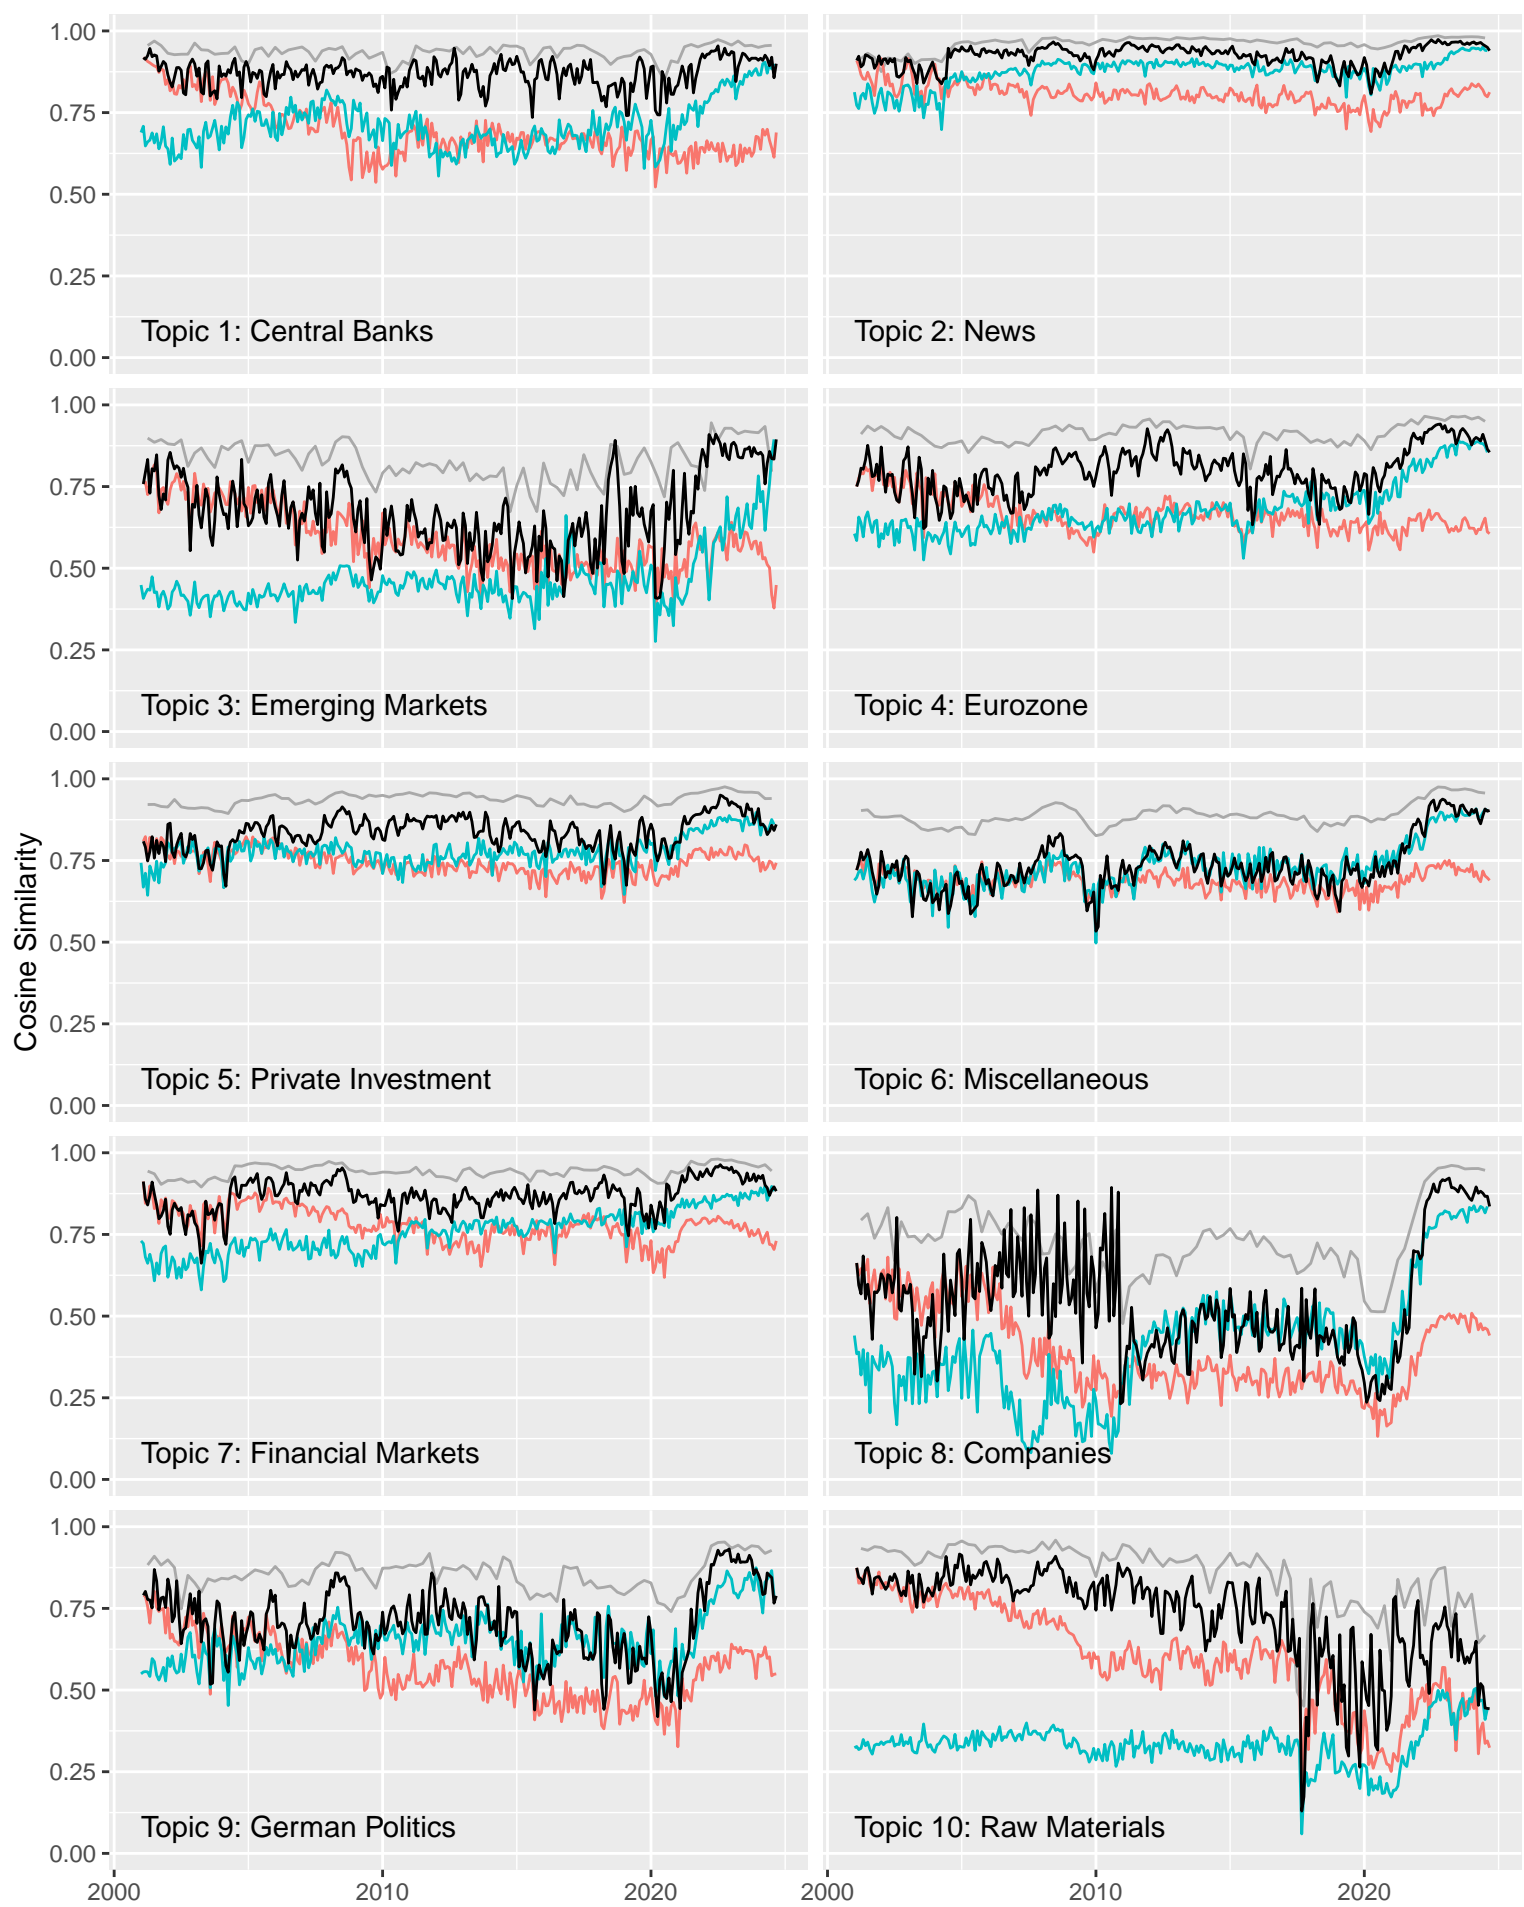 1.00
0.75
0.50
0.25
0.00
Topic 1: Central Banks
Topic 2: News
1.00
0.75
0.50
0.25
0.00
Topic 3: Emerging Markets
Topic 4: Eurozone
1.00
0.75
0.50
0.25
0.00
Topic 5: Private Investment
Topic 6: Miscellaneous
Cosine Similarity
1.00
0.75
0.50
0.25
0.00
Topic 7: Financial Markets
Topic 8: Companies
1.00
0.75
0.50
0.25
0.00
Topic 9: German Politics
Topic 10: Raw Materials
2000 2010 2020 2000 2010 2020